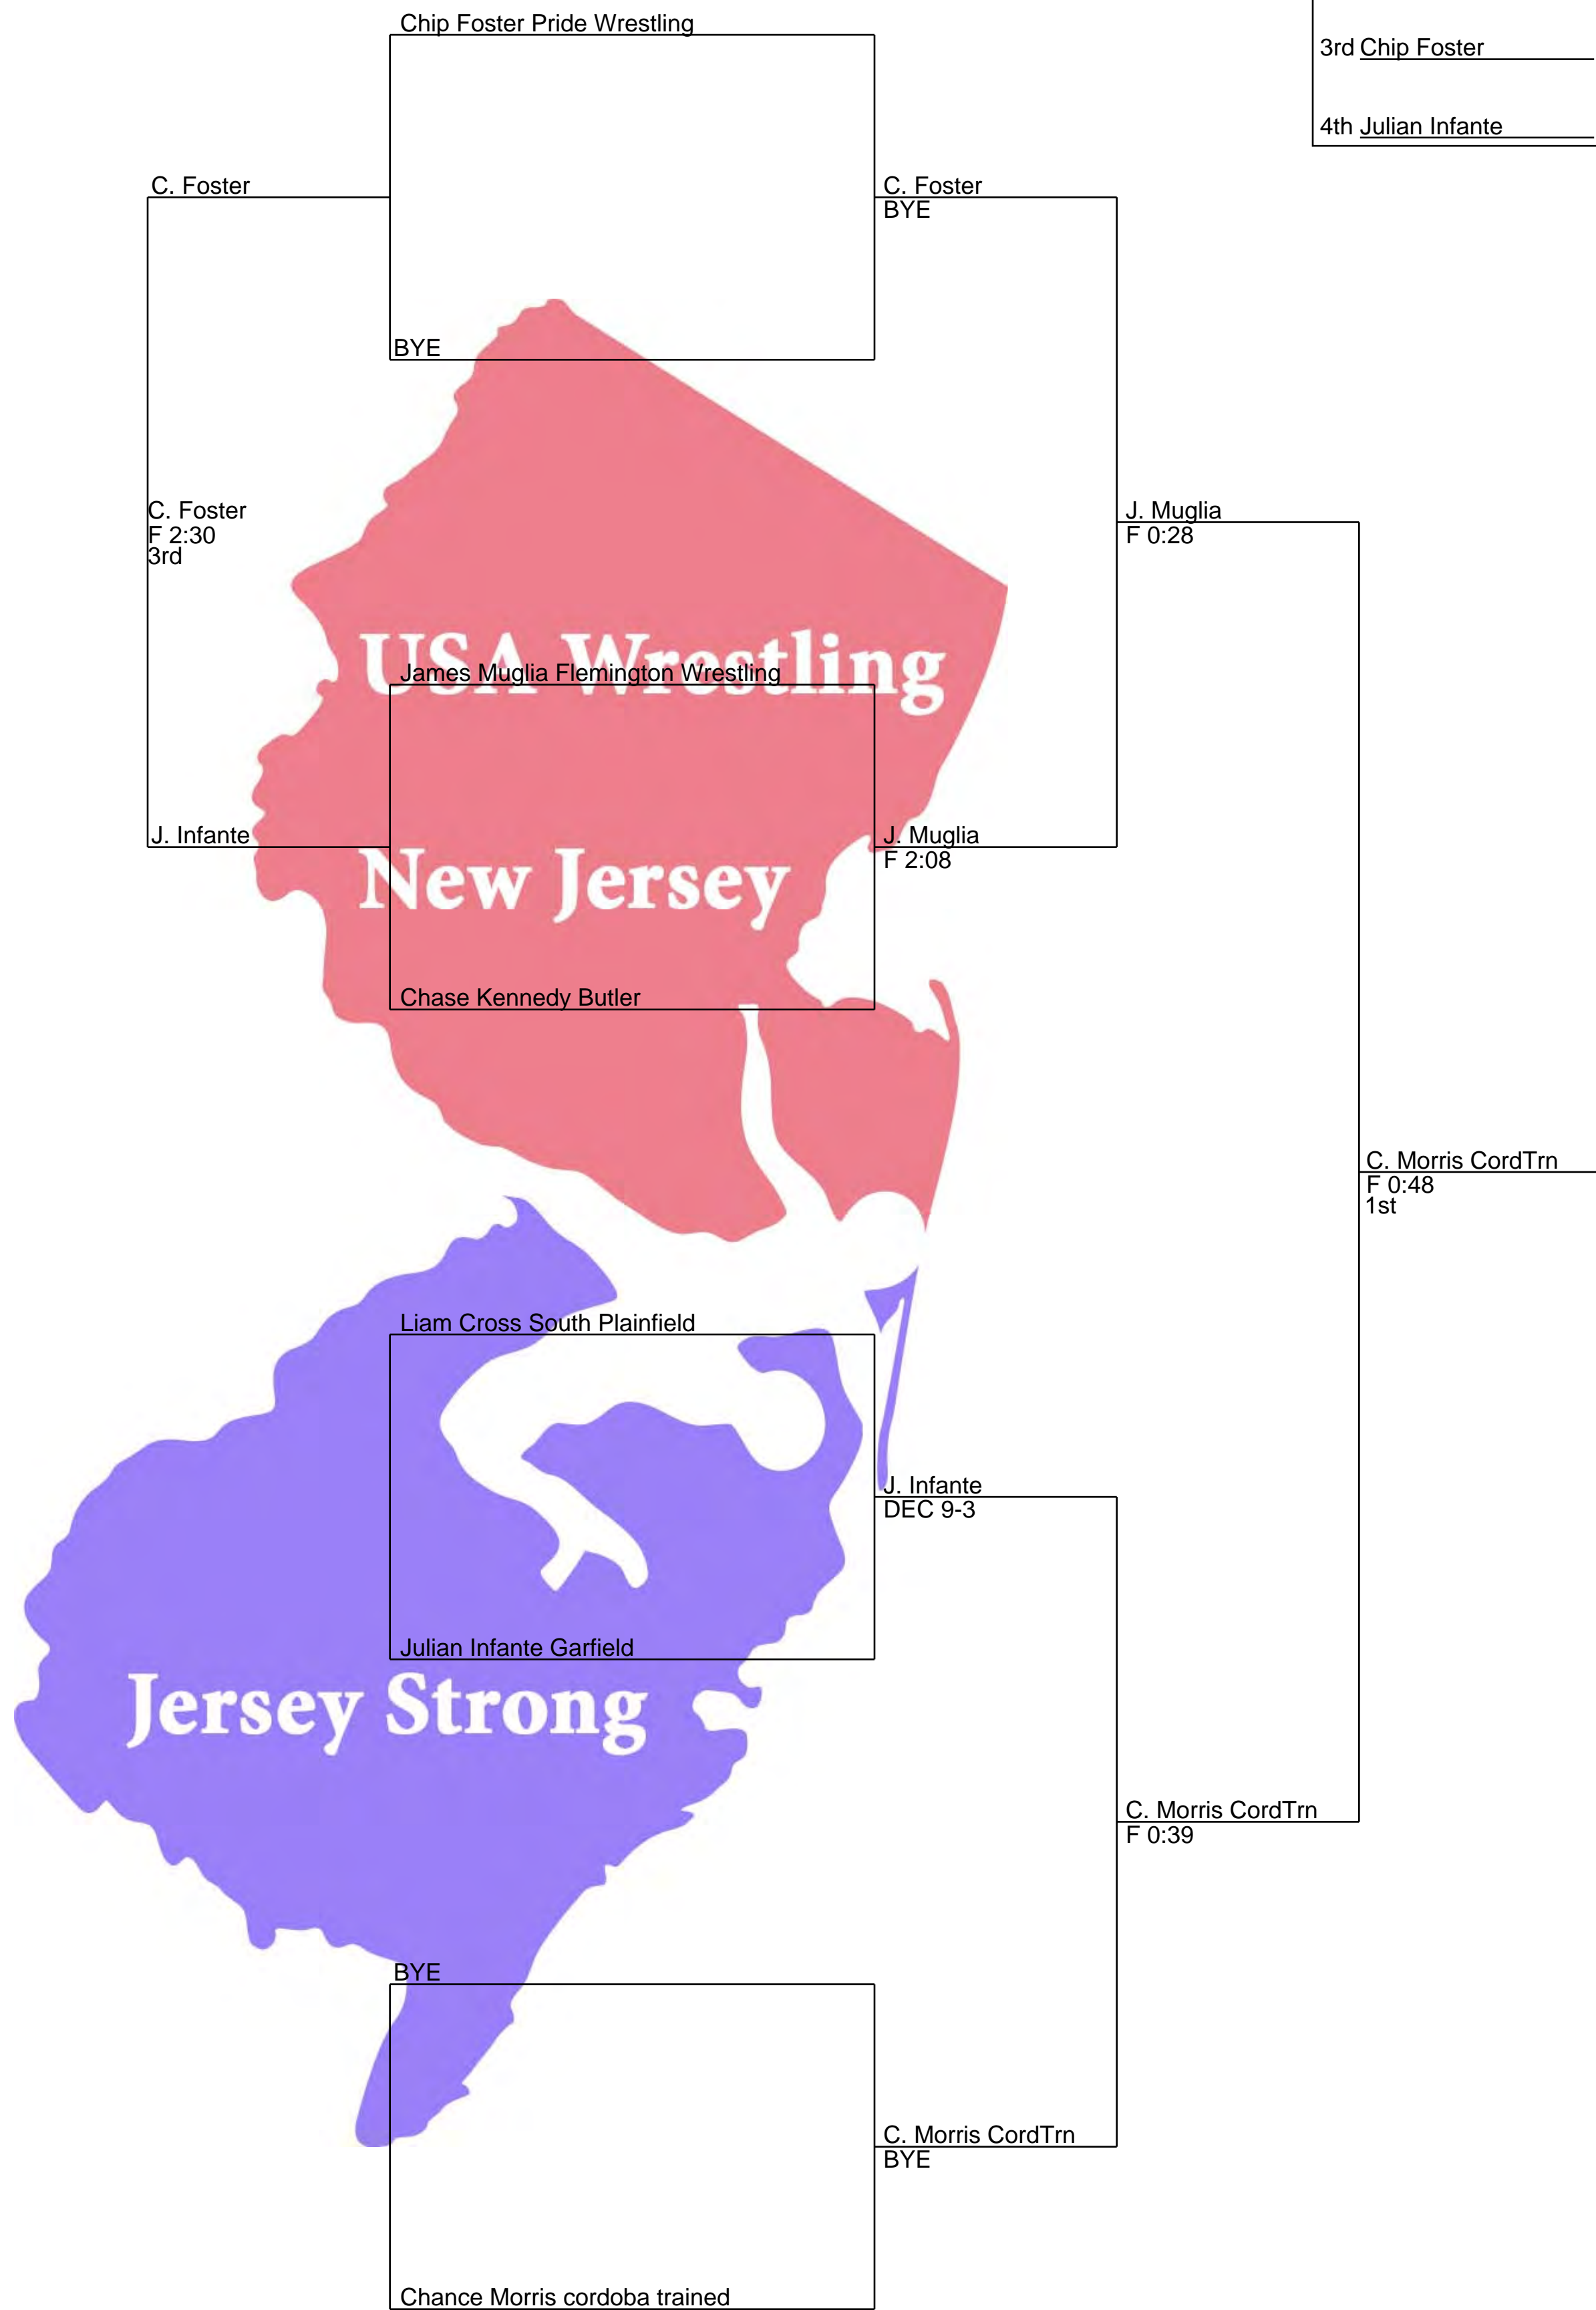 Chip Foster Pride Wrestling
3rd Chip Foster
4th Julian Infante
C. Foster
C. Foster
BYE
BYE
C. Foster
F 2:30
3rd
J. Muglia
F 0:28
USA Wrestling
James Muglia Flemington Wrestling
J. Infante
J. Muglia
F 2:08
New Jersey
Chase Kennedy Butler
C. Morris CordTrn
F 0:48
1st
Liam Cross South Plainfield
J. Infante
DEC 9-3
Julian Infante Garfield
Jersey Strong
C. Morris CordTrn
F 0:39
BYE
C. Morris CordTrn
BYE
Chance Morris cordoba trained